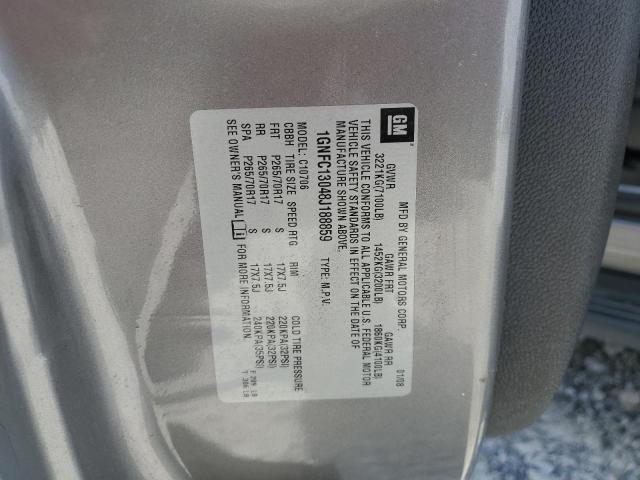 GM
MFD BY GENERAL MOTORS CORP. 01/08
GVWR GAWR FRT GAWR RR
3221KG(7100LB) 1452KG(3200LB) 1860KG(4100LB)
THIS VEHICLE CONFORMS TO ALL APPLICABLE U.S. FEDERAL MOTOR
VEHICLE SAFETY STANDARDS IN EFFECT ON THE DATE OF
MANUFACTURE SHOWN ABOVE.
1GNFC13048J188859 TYPE: M.P.V.
C10706
CBBH TIRE SIZE SPEED RTG RIM COLD TIRE PRESSURE
FRT P265/70R17 S 17X7.5J 220KPA(32PSI)
RR P265/70R17 S 17X7.5J 220KPA(32PSI)
SPA P265/70R17 S 17X7.5J 240KPA(35PSI)
SEE OWNER'S MANUAL i FOR MORE INFORMATION.